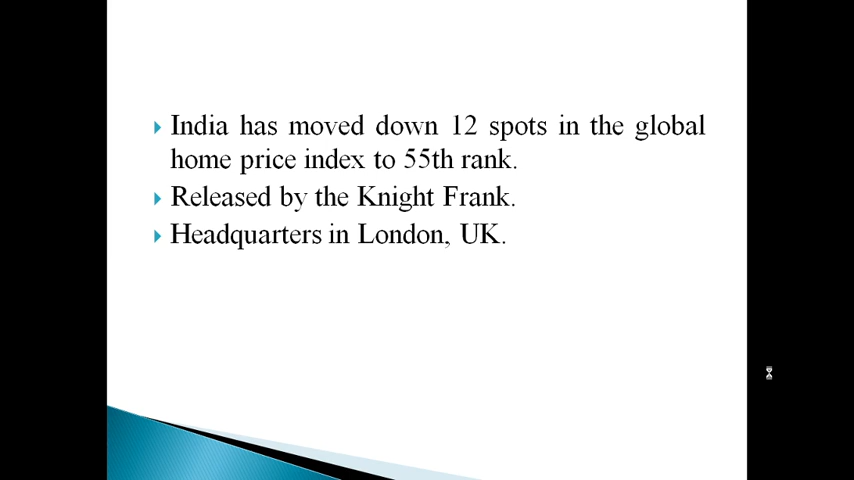 India has moved down 12 spots in the global
home price index to 55th rank.
Released by the Knight Frank.
Headquarters in London, UK.